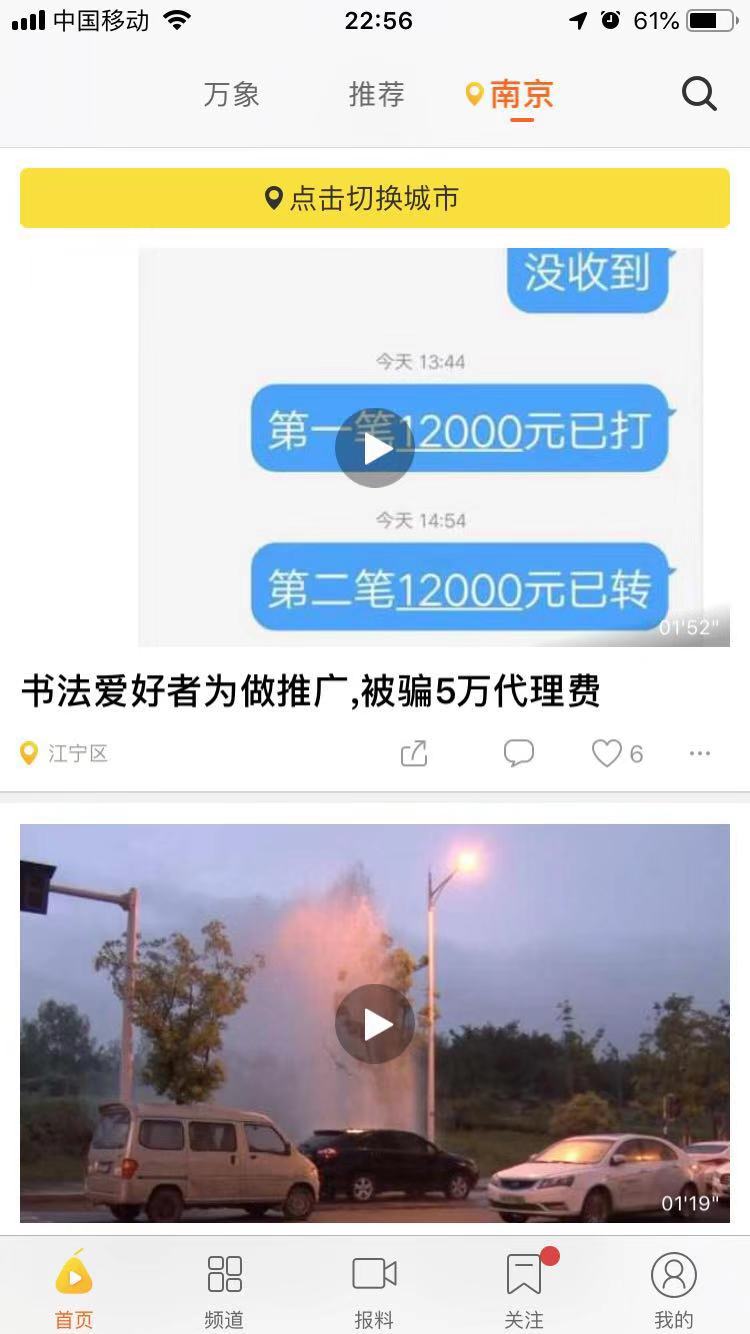 中国移动
22:56
61%
万象
推荐
南京
点击切换城市
没收到
今天 13:44
第一笔12000元已打
今天 14:54
第二笔12000元已转
01'52"
书法爱好者为做推广,被骗5万代理费
江宁区
6
01'19"
首页
频道
报料
关注
我的